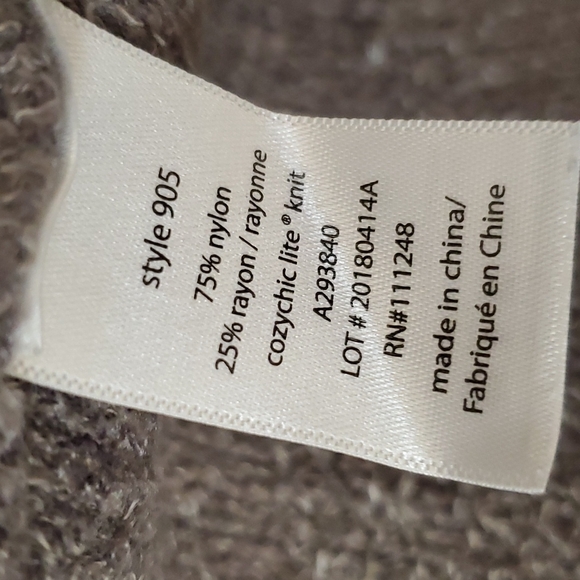 style 905
75% nylon
25% rayon / rayonne
cozychic lite® knit
A293840
LOT # 20180414A
RN#111248
made in china/
Fabriqué en Chine